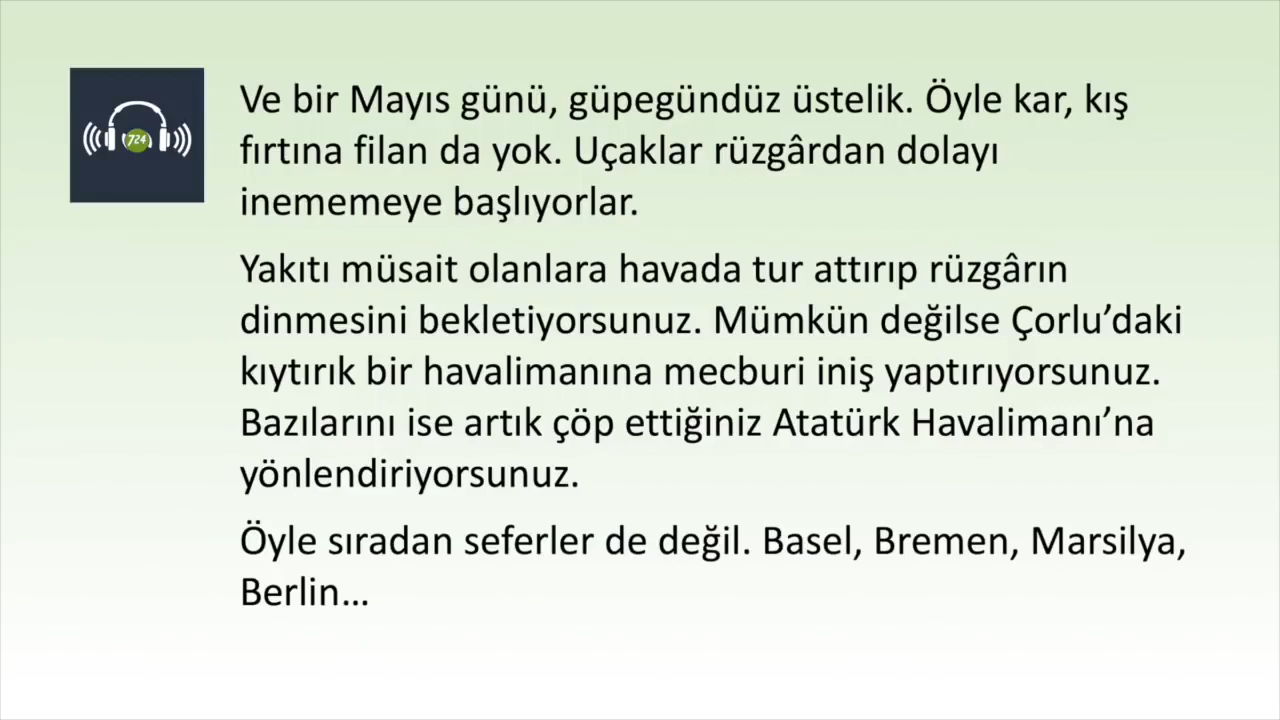 724
Ve bir Mayıs günü, güpegündüz üstelik. Öyle kar, kış
fırtına filan da yok. Uçaklar rüzgârdan dolayı
inememeye başlıyorlar.
Yakıtı müsait olanlara havada tur attırıp rüzgârın
dinmesini bekletiyorsunuz. Mümkün değilse Çorlu’daki
kıytırık bir havalimanına mecburi iniş yaptırıyorsunuz.
Bazılarını ise artık çöp ettiğiniz Atatürk Havalimanı’na
yönlendiriyorsunuz.
Öyle sıradan seferler de değil. Basel, Bremen, Marsilya,
Berlin…